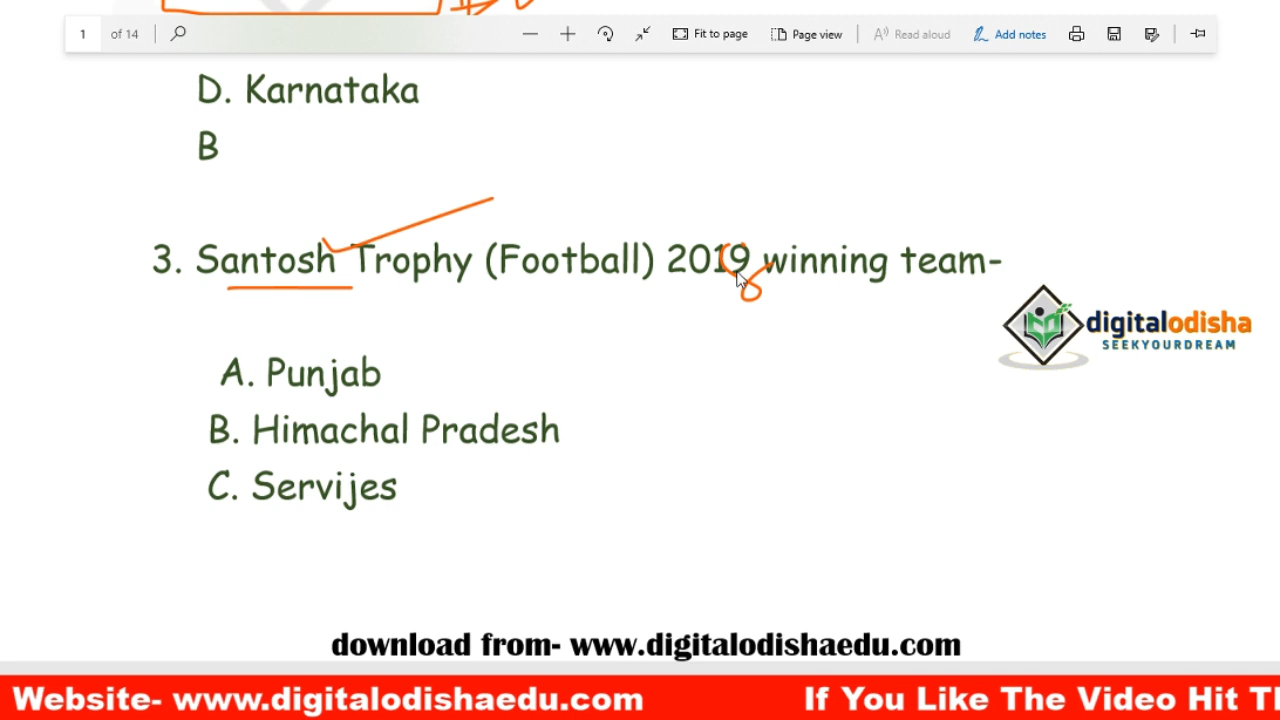 1 of 14 Fit to page Page view Read aloud Add notes
D. Karnataka
B
3. Santosh Trophy (Football) 2019 winning team-
8
digitalodisha
SEEKYOURDREAM
A. Punjab
B. Himachal Pradesh
C. Servijes
download from- www.digitalodishaedu.com
Website- www.digitalodishaedu.com If You Like The Video Hit